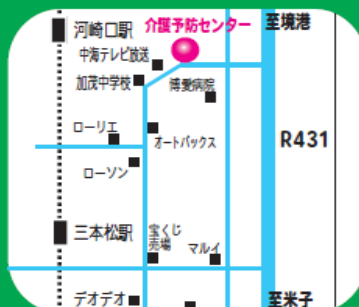 河崎口駅
介護予防センター
至境港
中海テレビ放送
加茂中学校
博愛病院
ローリエ
オートバックス
R431
ローソン
三本松駅
宝くじ
売場
マルイ
デオデオ
至米子